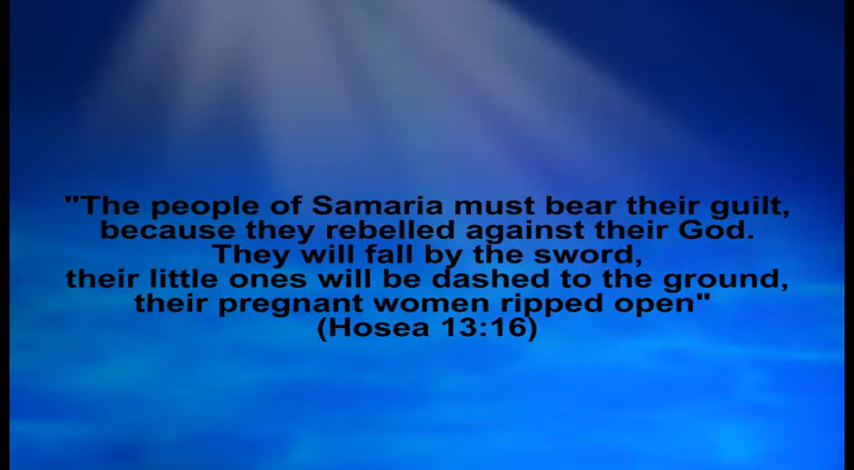 "The people of Samaria must bear their guilt,
because they rebelled against their God.
They will fall by the sword,
their little ones will be dashed to the ground,
their pregnant women ripped open"
(Hosea 13:16)